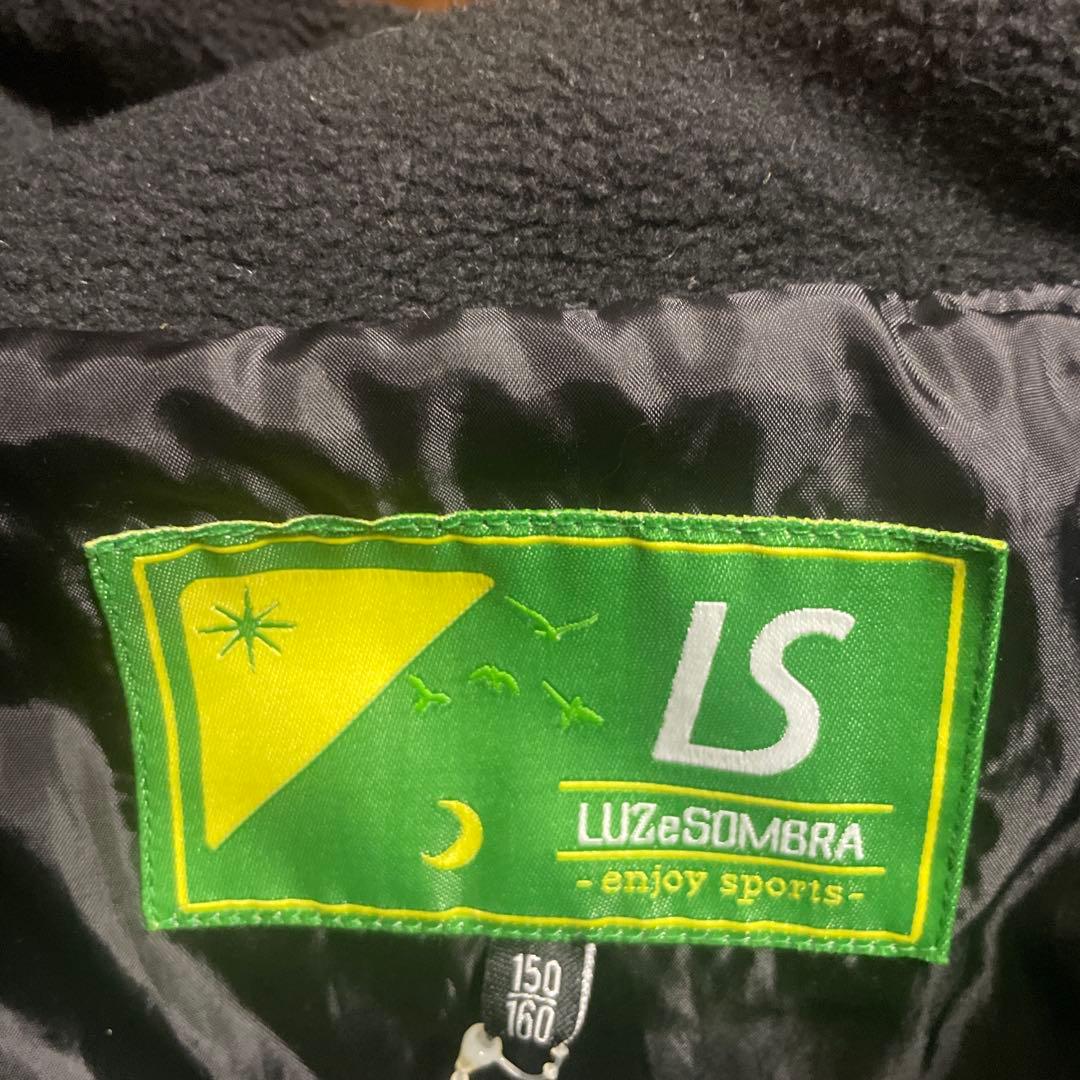 LS
LUZeSOMBRA
-enjoy sports-
150
160